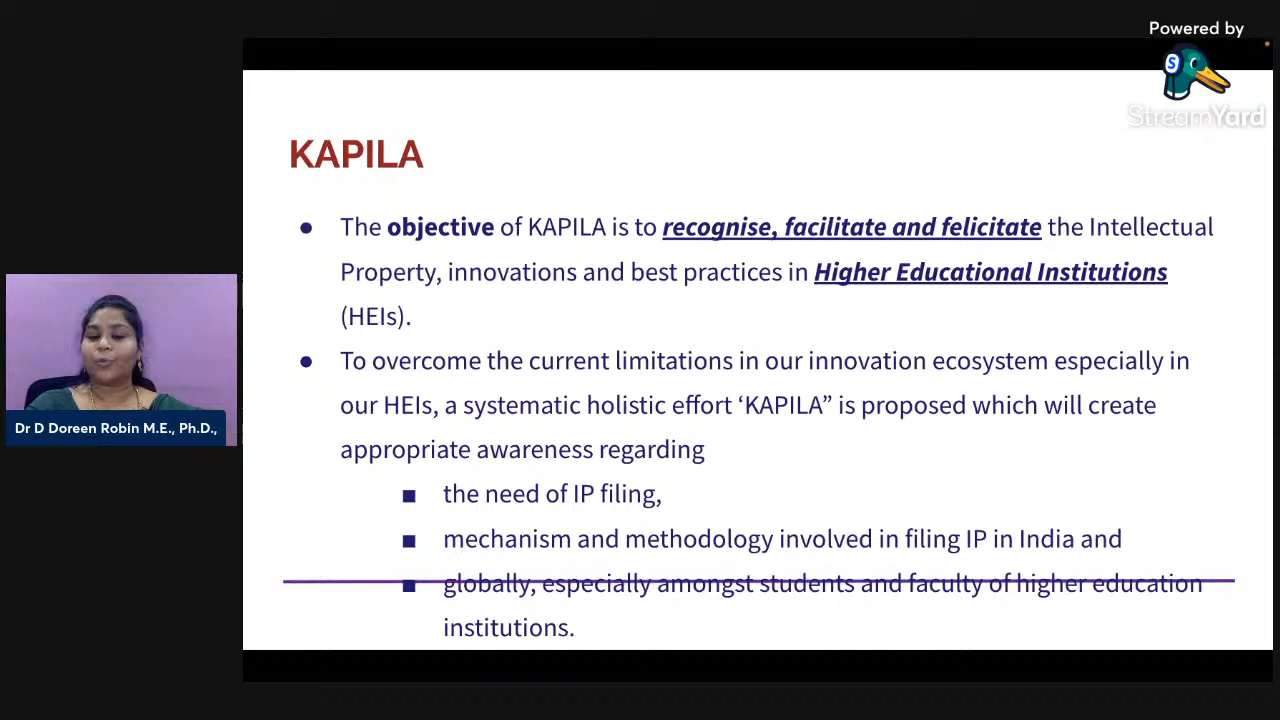 Powered by
S
StreamYard
KAPILA
● The objective of KAPILA is to recognise, facilitate and felicitate the Intellectual
Property, innovations and best practices in Higher Educational Institutions
(HEIs).
● To overcome the current limitations in our innovation ecosystem especially in
our HEIs, a systematic holistic effort ‘KAPILA” is proposed which will create
appropriate awareness regarding
■ the need of IP filing,
■ mechanism and methodology involved in filing IP in India and
■ globally, especially amongst students and faculty of higher education
institutions.
Dr D Doreen Robin M.E., Ph.D.,